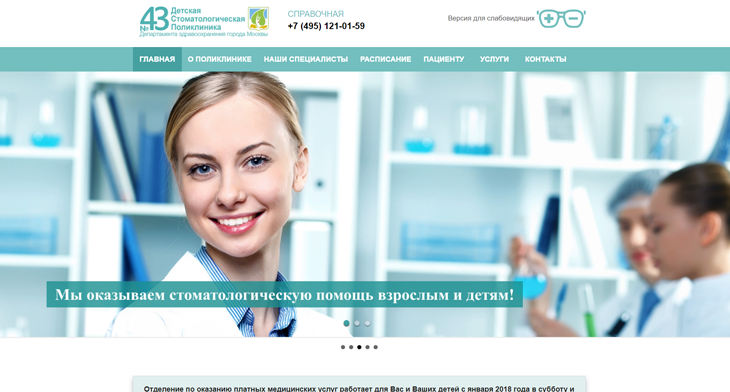 №43 Детская
Стоматологическая
Поликлиника
Департамента здравоохранения города Москвы
СПРАВОЧНАЯ
+7 (495) 121-01-59
Версия для слабовидящих
ГЛАВНАЯ О ПОЛИКЛИНИКЕ НАШИ СПЕЦИАЛИСТЫ РАСПИСАНИЕ ПАЦИЕНТУ УСЛУГИ КОНТАКТЫ
Мы оказываем стоматологическую помощь взрослым и детям!
Отделение по оказанию платных медицинских услуг работает для Вас и Ваших детей с января 2018 года в субботу и